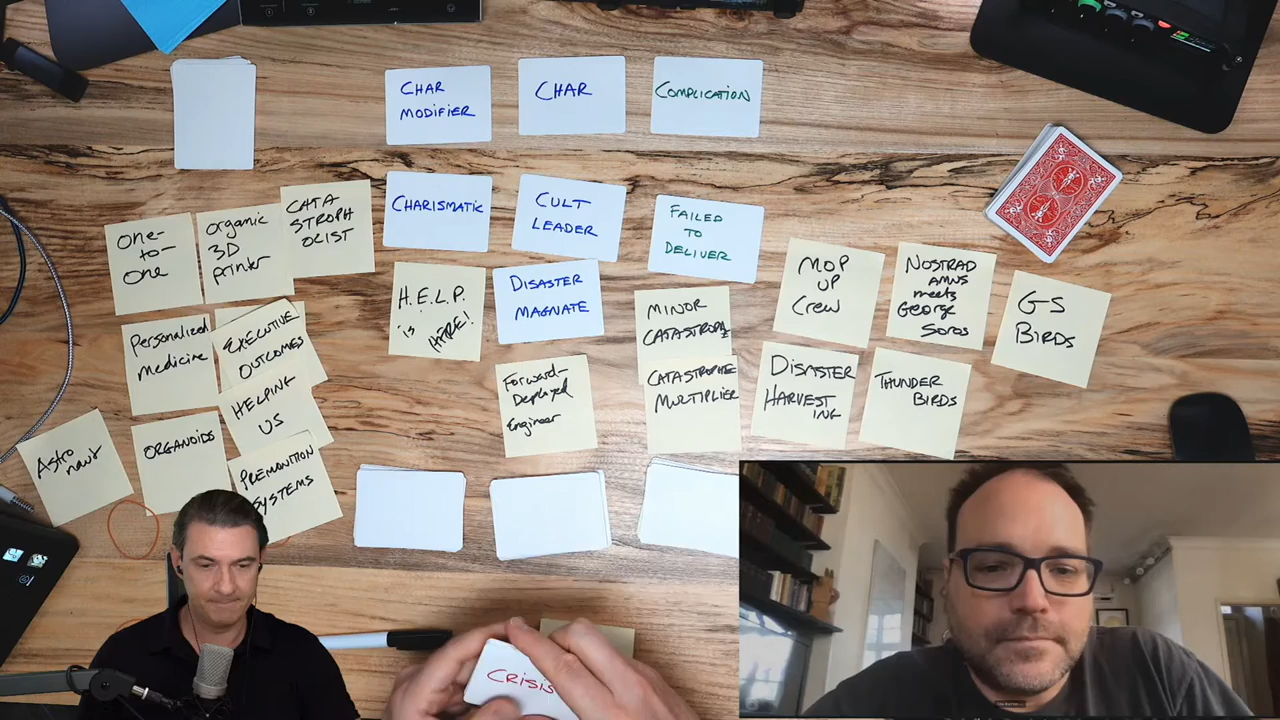 CHAR
MODIFIER
CHAR
COMPLICATION
CHARISMATIC
CULT
LEADER
FAILED
TO
DELIVER
DISASTER
MAGNATE
ONE-
TO-
ONE
organic
3D
printer
CATA
STROPH
OLIST
Personalized
medicine
EXECUTIVE
OUTCOMES
HELPING
US
Astro
naut
ORGANOIDS
PREMONITION
SYSTEMS
H.E.L.P.
is
HERE!
Forward-
Deployed
Engineer
MINOR
CATASTROPHE
CATASTROPHE
MULTIPLIER
MOP
UP
Crew
NOSTRAD
AMUS
meets
George
Soros
GS
BIRDS
DISASTER
HARVEST
ING
THUNDER
BIRDS
CRISIS